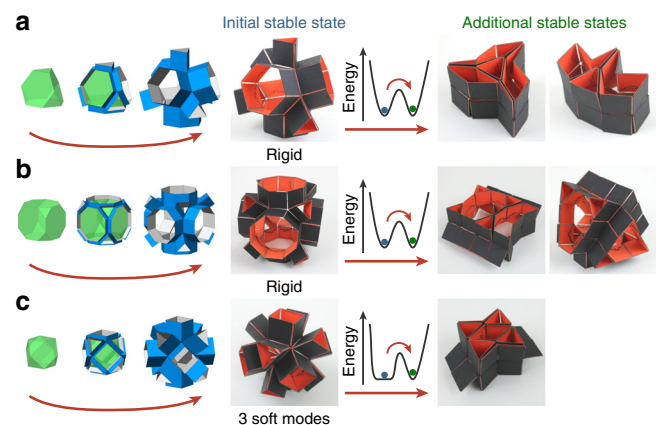 a
Initial stable state
Additional stable states
Energy
Rigid
b
Energy
Rigid
c
Energy
3 soft modes